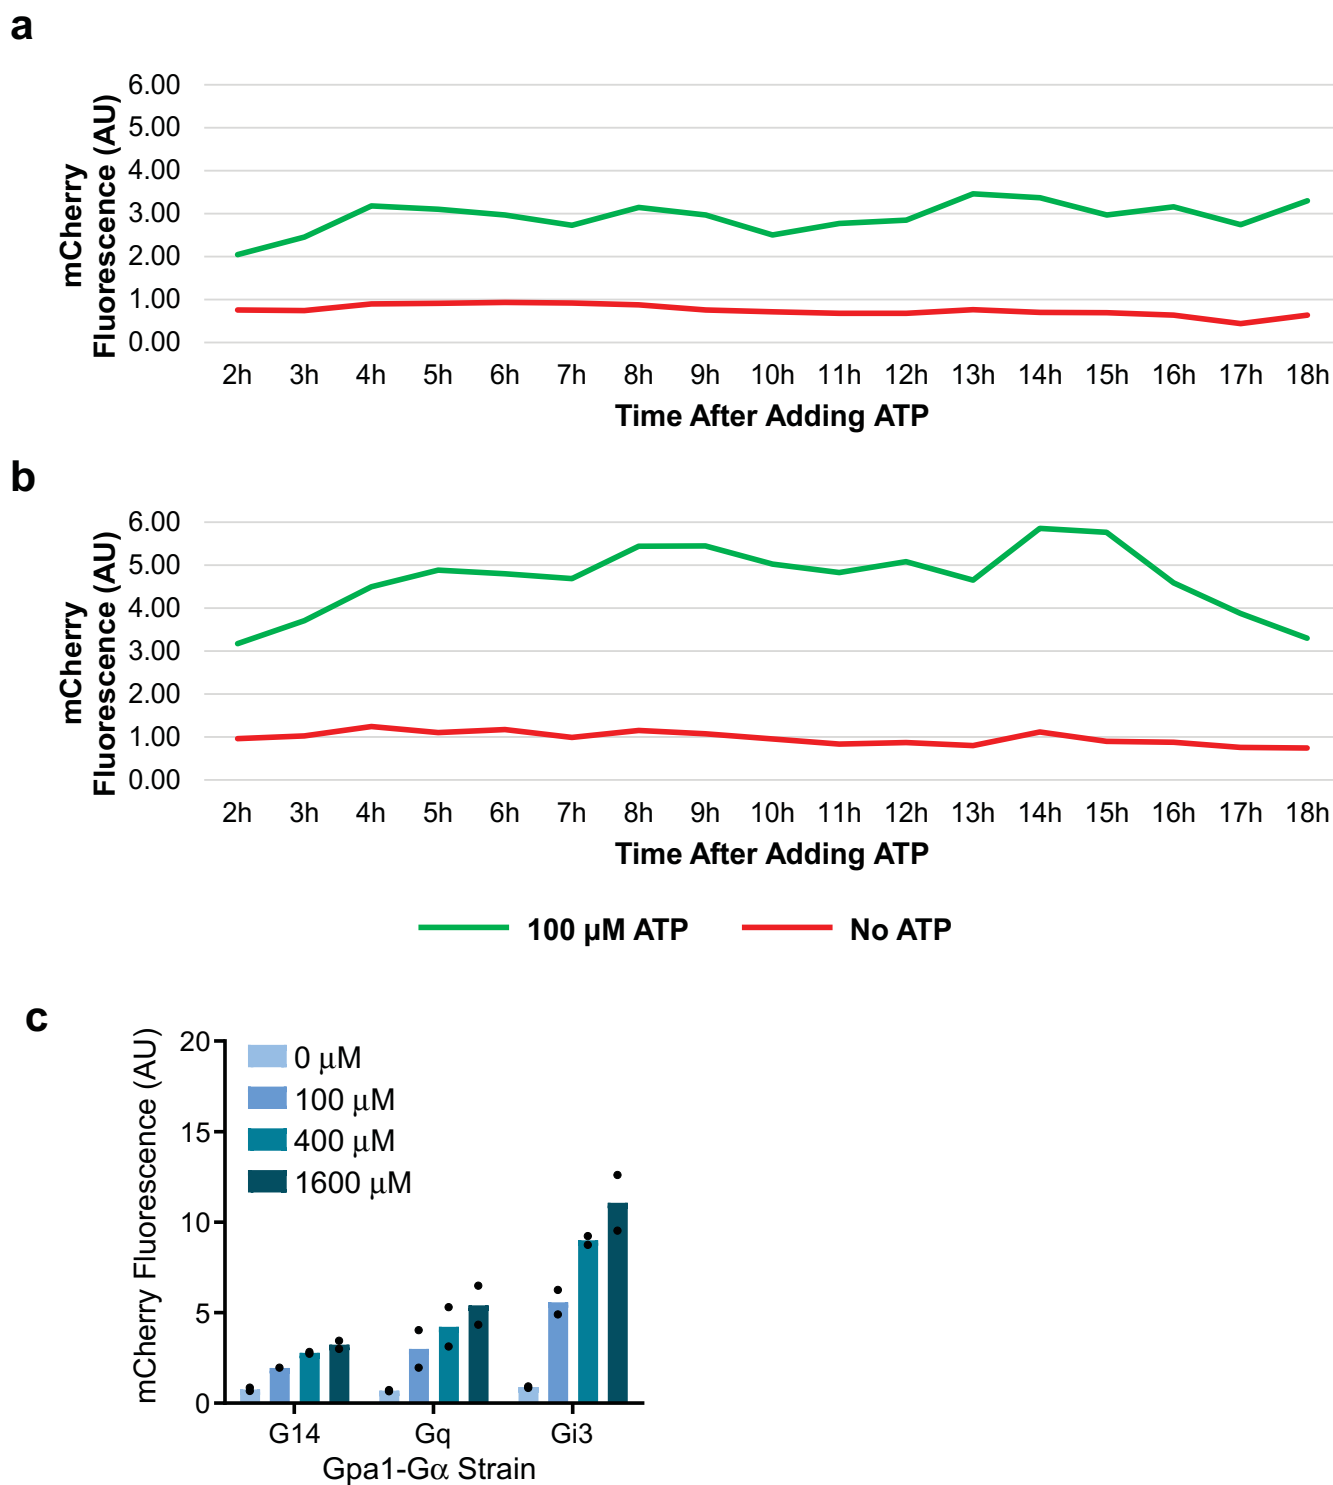 a
mCherry
Fluorescence (AU)
6.00
5.00
4.00
3.00
2.00
1.00
0.00
2h 3h 4h 5h 6h 7h 8h 9h 10h 11h 12h 13h 14h 15h 16h 17h 18h
Time After Adding ATP
b
mCherry
Fluorescence (AU)
6.00
5.00
4.00
3.00
2.00
1.00
0.00
2h 3h 4h 5h 6h 7h 8h 9h 10h 11h 12h 13h 14h 15h 16h 17h 18h
Time After Adding ATP
100 µM ATP No ATP
c
mCherry Fluorescence (AU)
20
15
10
5
0
0 µM
100 µM
400 µM
1600 µM
G14 Gq Gi3
Gpa1-Gα Strain